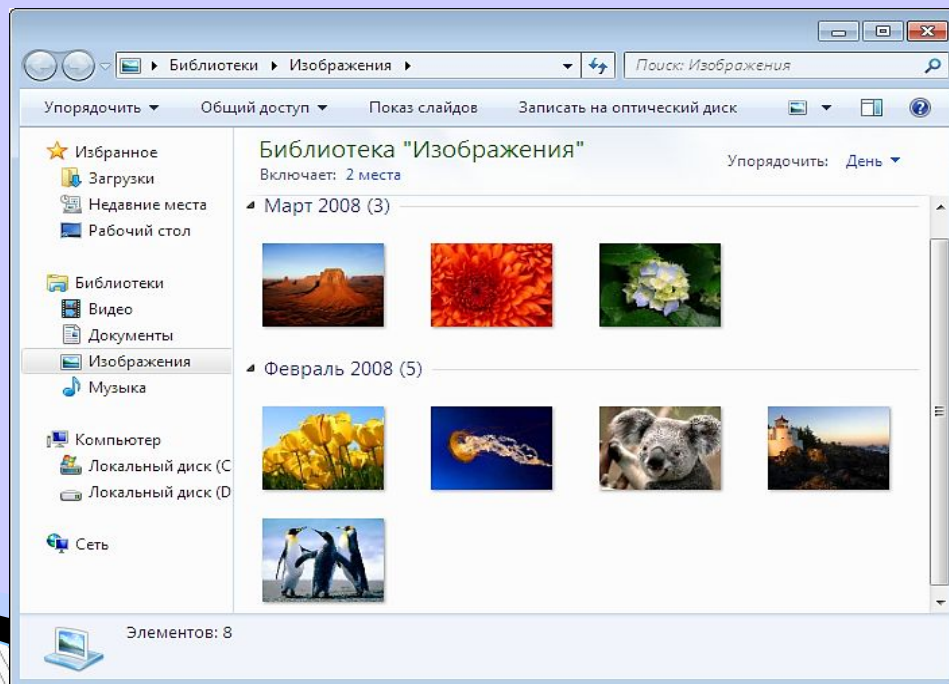 Библиотеки Изображения
Поиск: Изображения
Упорядочить Общий доступ Показ слайдов Записать на оптический диск
Избранное
Загрузки
Недавние места
Рабочий стол
Библиотеки
Видео
Документы
Изображения
Музыка
Компьютер
Локальный диск (C
Локальный диск (D
Сеть
Библиотека "Изображения"
Включает: 2 места
Упорядочить: День
Март 2008 (3)
Февраль 2008 (5)
Элементов: 8